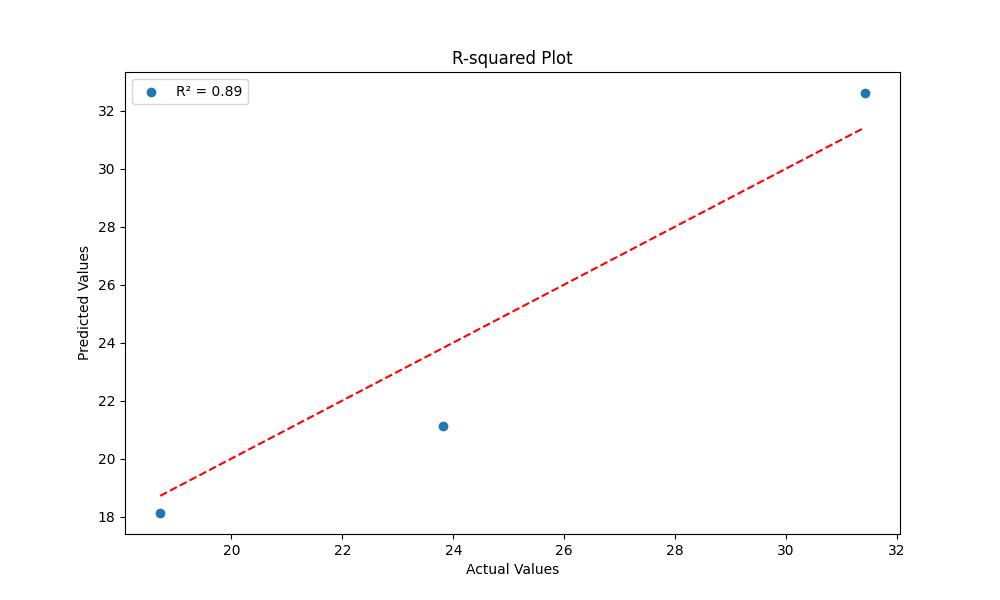 R-squared Plot
R² = 0.89
32
30
28
26
24
22
20
18
Predicted Values
20 22 24 26 28 30 32
Actual Values